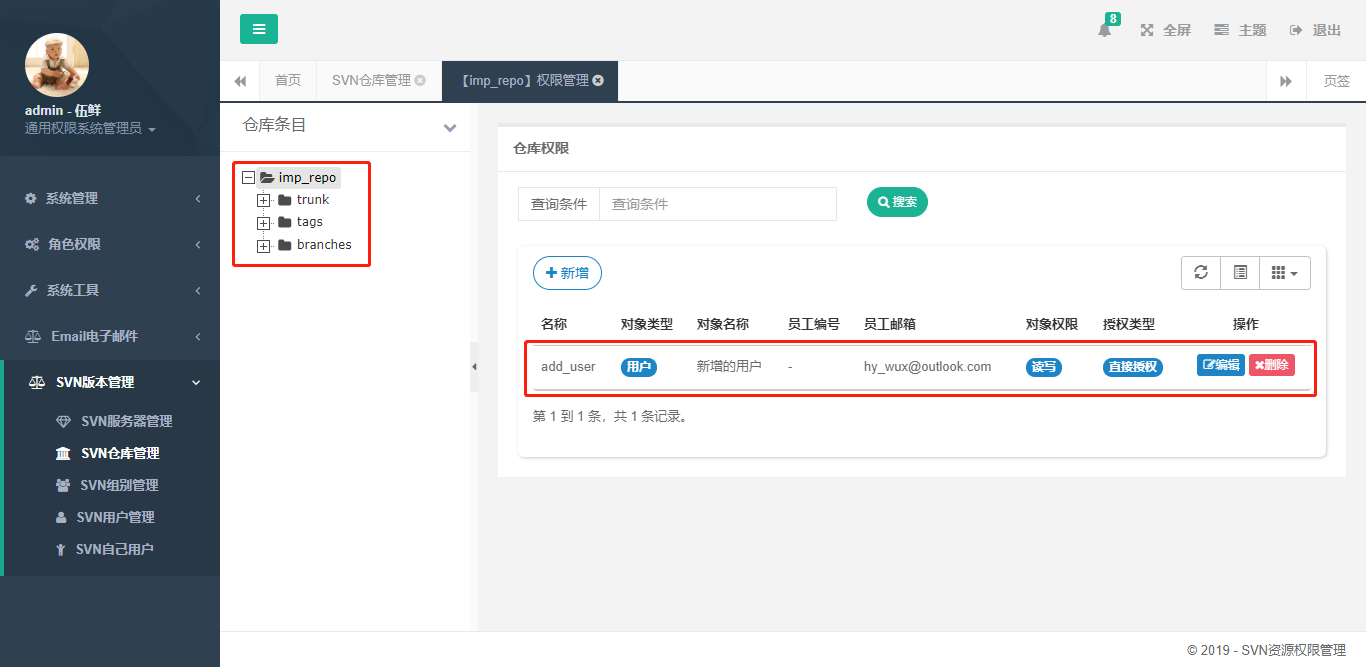 admin - 伍鲜
通用权限系统管理员
系统管理
角色权限
系统工具
Email电子邮件
SVN版本管理
SVN服务器管理
SVN仓库管理
SVN组别管理
SVN用户管理
SVN自己用户
8
全屏
主题
退出
首页
SVN仓库管理
【imp_repo】权限管理
页签
仓库条目
imp_repo
trunk
tags
branches
仓库权限
查询条件 查询条件 搜索
新增
名称 对象类型 对象名称 员工编号 员工邮箱 对象权限 授权类型 操作
add_user 用户 新增的用户 - hy_wux@outlook.com 读写 直接授权 编辑 删除
第 1 到 1 条，共 1 条记录。
© 2019 - SVN资源权限管理